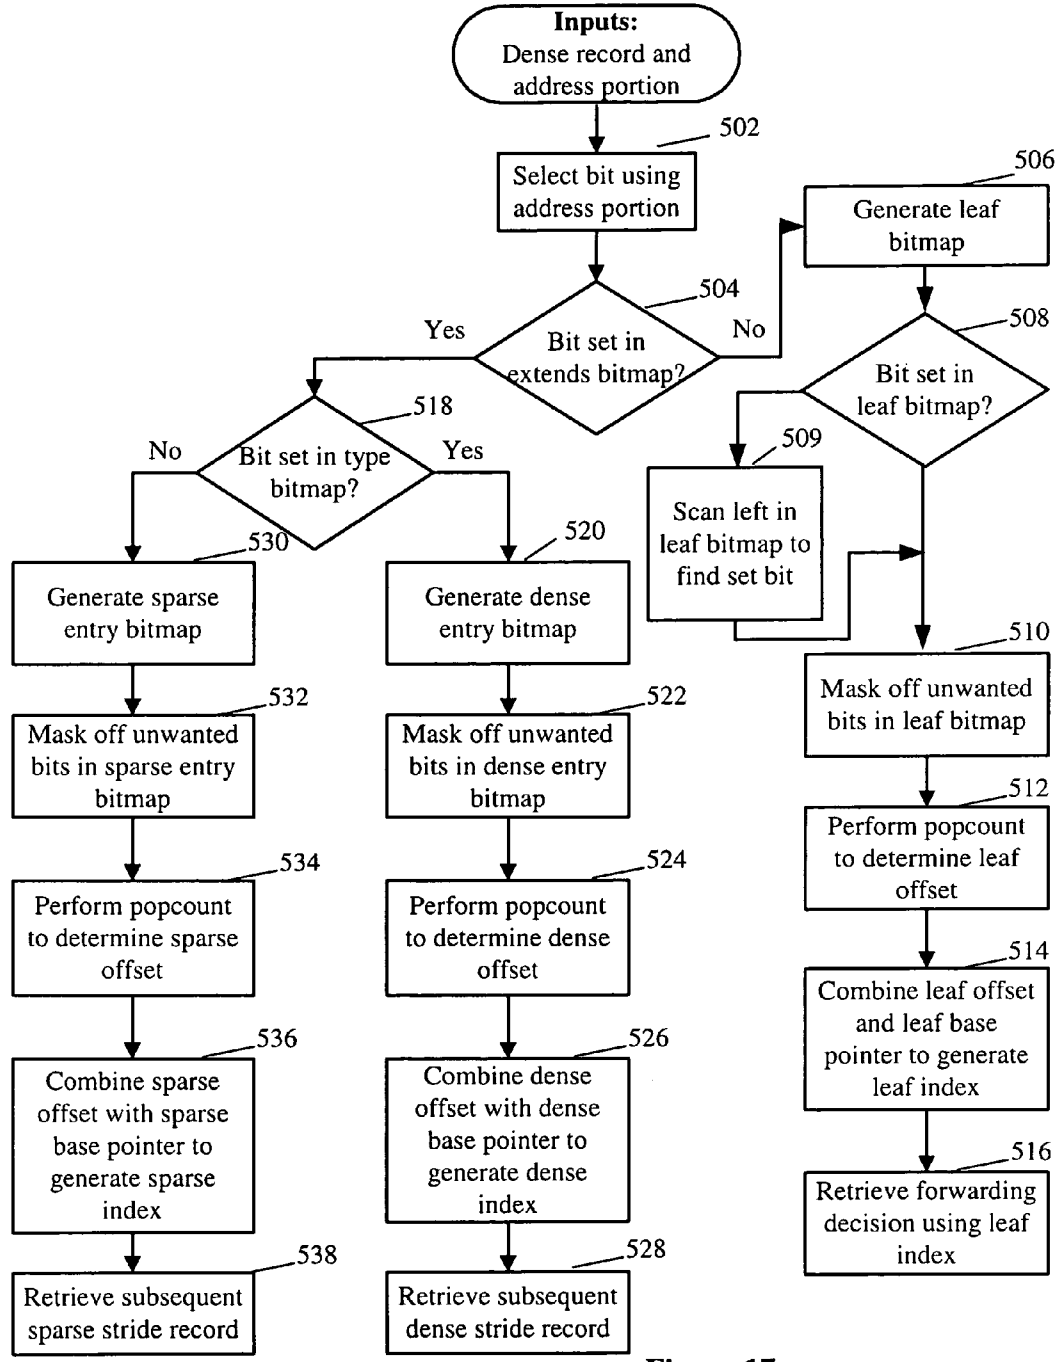 Inputs:
Dense record and
address portion
502
Select bit using
address portion
506
Generate leaf
bitmap
504
Yes
No
Bit set in
extends bitmap?
508
Bit set in
leaf bitmap?
518
No
Yes
Bit set in type
bitmap?
509
Scan left in
leaf bitmap to
find set bit
530
Generate sparse
entry bitmap
520
Generate dense
entry bitmap
510
Mask off unwanted
bits in leaf bitmap
532
Mask off unwanted
bits in sparse entry
bitmap
522
Mask off unwanted
bits in dense entry
bitmap
512
Perform popcount
to determine leaf
offset
534
Perform popcount
to determine sparse
offset
524
Perform popcount
to determine dense
offset
514
Combine leaf offset
and leaf base
pointer to generate
leaf index
536
Combine sparse
offset with sparse
base pointer to
generate sparse
index
526
Combine dense
offset with dense
base pointer to
generate dense
index
516
Retrieve forwarding
decision using leaf
index
538
Retrieve subsequent
sparse stride record
528
Retrieve subsequent
dense stride record